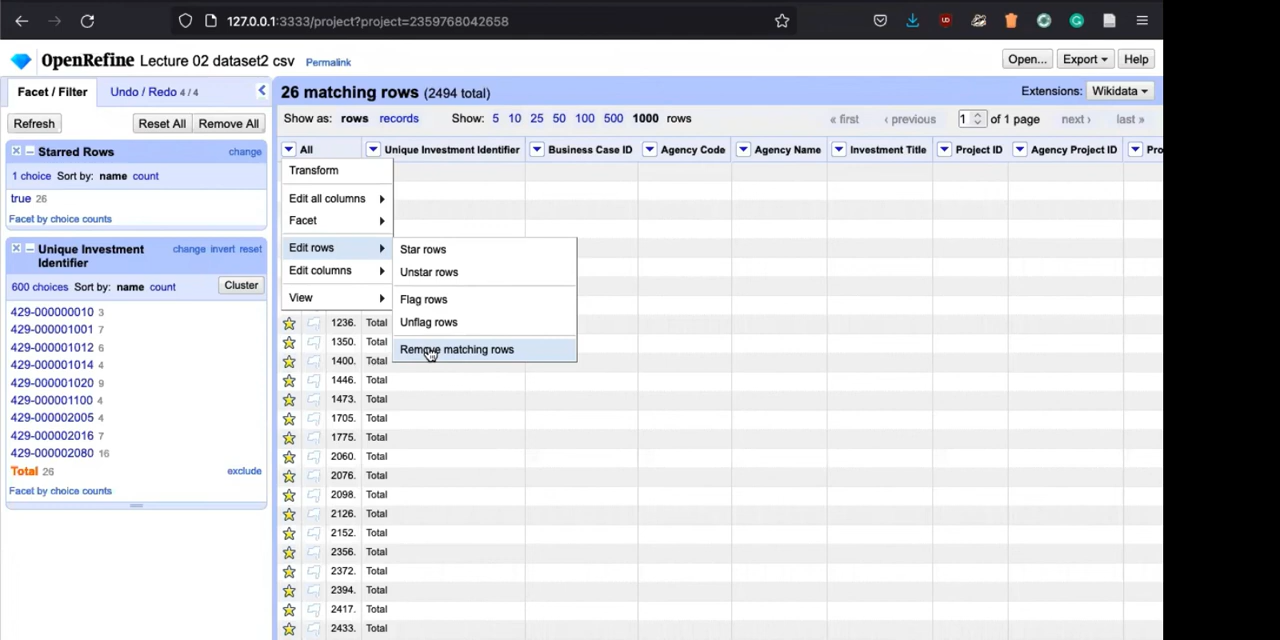 127.0.0.1:3333/project?project=2359768042658
OpenRefine Lecture 02 dataset2 csv Permalink
Open... Export Help
Facet / Filter Undo / Redo 4 / 4
26 matching rows (2494 total)
Extensions: Wikidata
Refresh Reset All Remove All
Show as: rows records Show: 5 10 25 50 100 500 1000 rows
« first ‹ previous 1 of 1 page next › last »
Starred Rows change
1 choice Sort by: name count
true 26
Facet by choice counts
Unique Investment Identifier change invert reset
600 choices Sort by: name count Cluster
429-000000010 3
429-000001001 7
429-000001012 6
429-000001014 4
429-000001020 9
429-000001100 4
429-000002005 4
429-000002016 7
429-000002080 16
Total 26 exclude
Facet by choice counts
All Unique Investment Identifier Business Case ID Agency Code Agency Name Investment Title Project ID Agency Project ID Pro
Transform
Edit all columns
Facet
Edit rows
Edit columns
View
Star rows
Unstar rows
Flag rows
Unflag rows
Remove matching rows
1236. Total
1350. Total
1400. Total
1446. Total
1473. Total
1705. Total
1775. Total
2060. Total
2076. Total
2098. Total
2126. Total
2152. Total
2356. Total
2372. Total
2394. Total
2417. Total
2433. Total